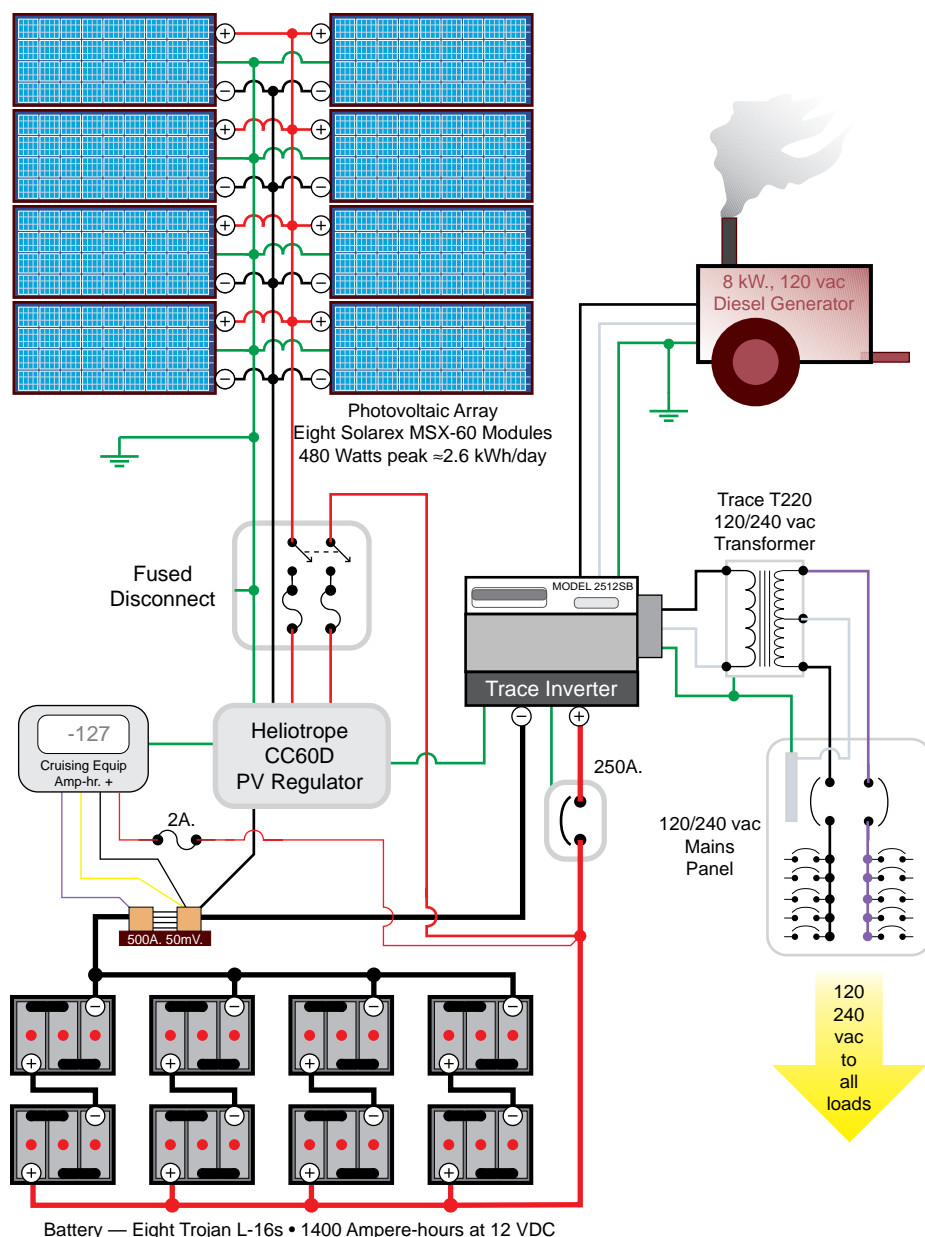 8 kW., 120 vac
Diesel Generator
Photovoltaic Array
Eight Solarex MSX-60 Modules
480 Watts peak ≈2.6 kWh/day
Trace T220
120/240 vac
Transformer
Fused
Disconnect
MODEL 2512SB
Trace Inverter
Heliotrope
CC60D
PV Regulator
-127
Cruising Equip
Amp-hr. +
2A.
250A.
120/240 vac
Mains
Panel
500A. 50mV.
120
240
vac
to
all
loads
Battery — Eight Trojan L-16s • 1400 Ampere-hours at 12 VDC